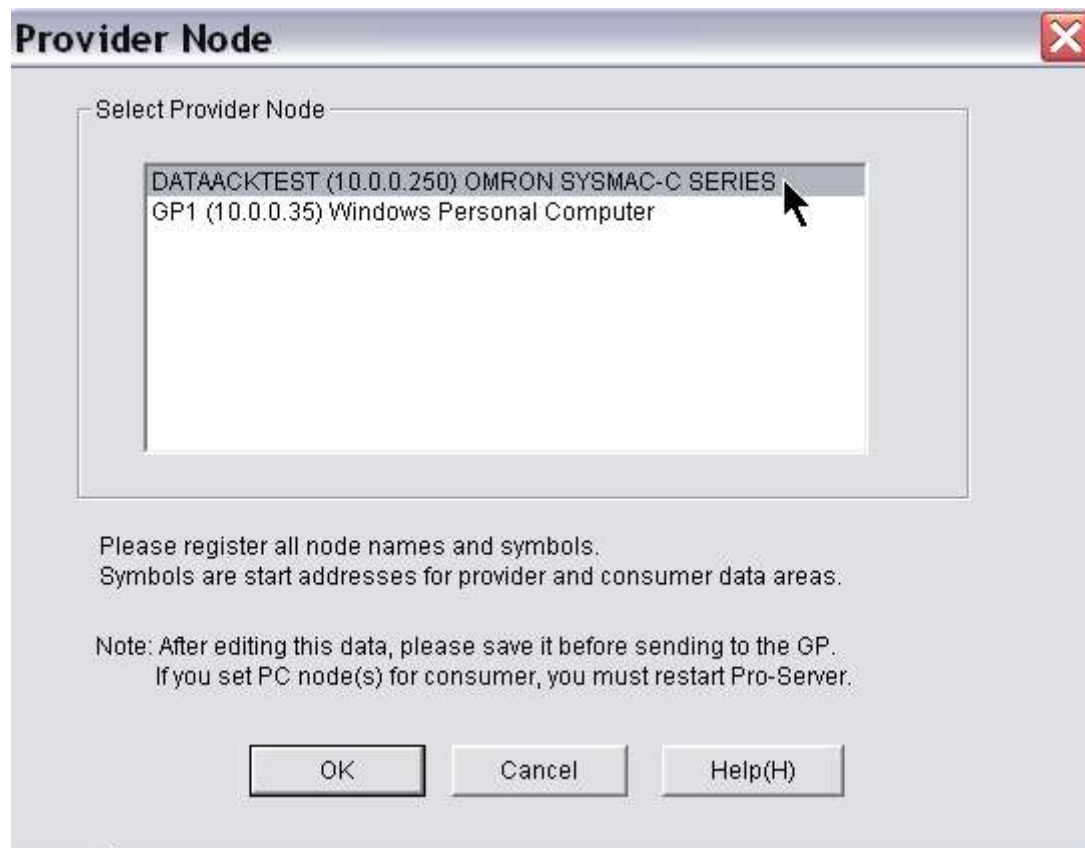 Provider Node
Select Provider Node
DATAACKTEST (10.0.0.250) OMRON SYSMAC-C SERIES
GP1 (10.0.0.35) Windows Personal Computer
Please register all node names and symbols.
Symbols are start addresses for provider and consumer data areas.
Note: After editing this data, please save it before sending to the GP.
If you set PC node(s) for consumer, you must restart Pro-Server.
OK
Cancel
Help(H)